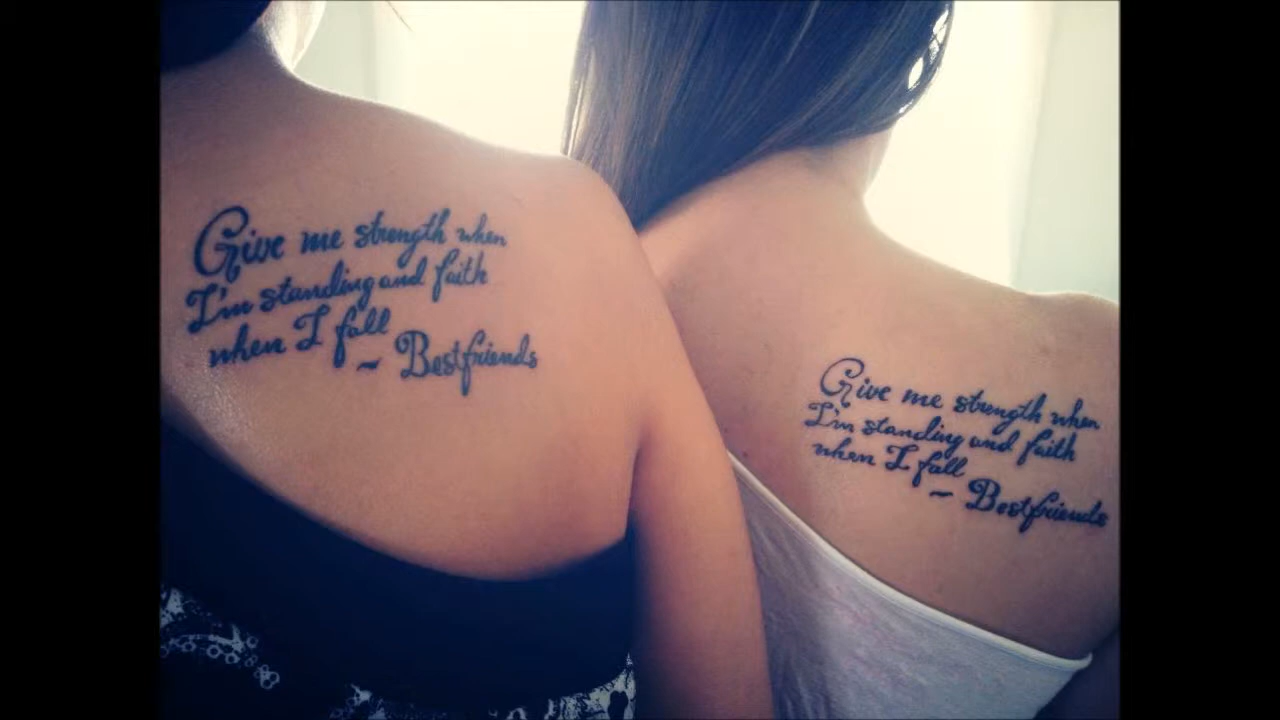 Give me strength when
I'm standing and faith
when I fall
~ Bestfriends
Give me strength when
I'm standing and faith
when I fall
~ Bestfriends